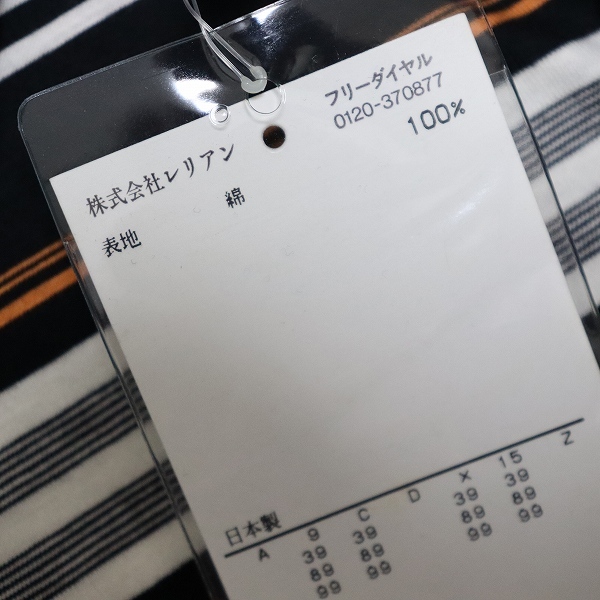 株式会社レリアン
フリーダイヤル
0120-370877
表地 綿 100%
日本製
A 9 C D X 15 Z
39 39 39 39
89 89 89 89
99 99 99 99